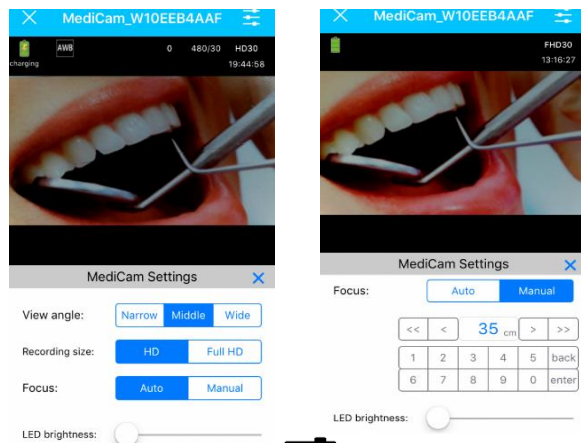 MediCam_W10EEB4AAF
AWB 0 480/30 HD30
charging 19:44:58
MediCam Settings
View angle: Narrow Middle Wide
Recording size: HD Full HD
Focus: Auto Manual
LED brightness:
MediCam_W10EEB4AAF
FHD30
13:16:27
MediCam Settings
Focus: Auto Manual
<< < 35 cm > >>
1 2 3 4 5 back
6 7 8 9 0 enter
LED brightness: